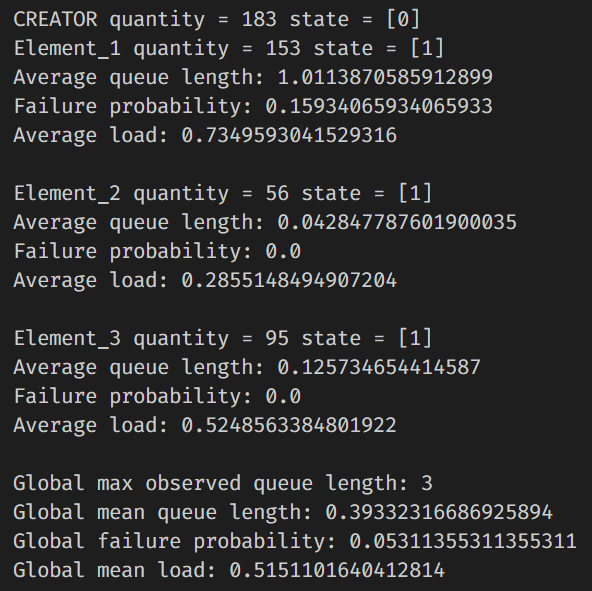 CREATOR quantity = 183 state = [0]
Element_1 quantity = 153 state = [1]
Average queue length: 1.0113870585912899
Failure probability: 0.15934065934065933
Average load: 0.7349593041529316
Element_2 quantity = 56 state = [1]
Average queue length: 0.042847787601900035
Failure probability: 0.0
Average load: 0.2855148494907204
Element_3 quantity = 95 state = [1]
Average queue length: 0.125734654414587
Failure probability: 0.0
Average load: 0.5248563384801922
Global max observed queue length: 3
Global mean queue length: 0.39332316686925894
Global failure probability: 0.05311355311355311
Global mean load: 0.5151101640412814